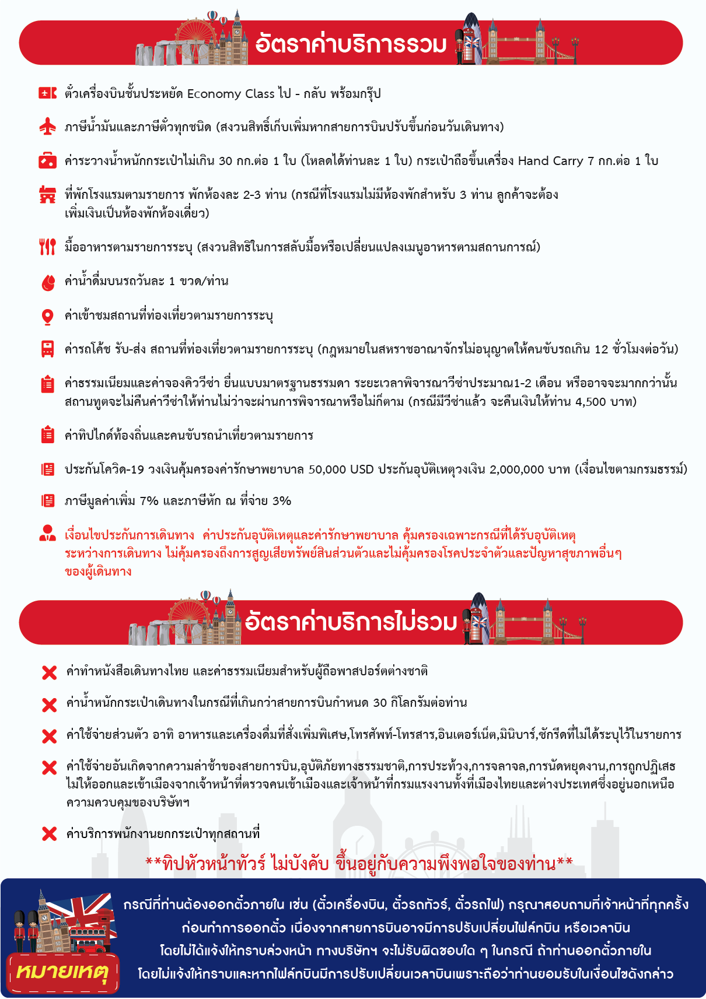 อัตราค่าบริการรวม
ตั๋วเครื่องบินชั้นประหยัด Economy Class ไป - กลับ พร้อมกรุ๊ป
ภาษีน้ำมันและภาษีตั๋วทุกชนิด (สงวนสิทธิ์เก็บเพิ่มหากสายการบินปรับขึ้นก่อนวันเดินทาง)
ค่าระวางน้ำหนักกระเป๋าไม่เกิน 30 กก.ต่อ 1 ใบ (โหลดได้ท่านละ 1 ใบ) กระเป๋าถือขึ้นเครื่อง Hand Carry 7 กก.ต่อ 1 ใบ
ที่พักโรงแรมตามรายการ พักห้องละ 2-3 ท่าน (กรณีที่โรงแรมไม่มีห้องพักสำหรับ 3 ท่าน ลูกค้าจะต้อง
เพิ่มเงินเป็นห้องพักห้องเดี่ยว)
มื้ออาหารตามรายการระบุ (สงวนสิทธิในการสลับมื้อหรือเปลี่ยนแปลงเมนูอาหารตามสถานการณ์)
ค่าน้ำดื่มบนรถวันละ 1 ขวด/ท่าน
ค่าเข้าชมสถานที่ท่องเที่ยวตามรายการระบุ
ค่ารถโค้ช รับ-ส่ง สถานที่ท่องเที่ยวตามรายการระบุ (กฎหมายในสหราชอาณาจักรไม่อนุญาตให้คนขับรถเกิน 12 ชั่วโมงต่อวัน)
ค่าธรรมเนียมและค่าจองคิววีซ่า ยื่นแบบมาตรฐานธรรมดา ระยะเวลาพิจารณาวีซ่าประมาณ1-2 เดือน หรืออาจจะมากกว่านั้น
สถานทูตจะไม่คืนค่าวีซ่าให้ท่านไม่ว่าจะผ่านการพิจารณาหรือไม่ก็ตาม (กรณีมีวีซ่าแล้ว จะคืนเงินให้ท่าน 4,500 บาท)
ค่าทิปไกด์ท้องถิ่นและคนขับรถนำเที่ยวตามรายการ
ประกันโควิด-19 วงเงินคุ้มครองค่ารักษาพยาบาล 50,000 USD ประกันอุบัติเหตุวงเงิน 2,000,000 บาท (เงื่อนไขตามกรมธรรม์)
ภาษีมูลค่าเพิ่ม 7% และภาษีหัก ณ ที่จ่าย 3%
เงื่อนไขประกันการเดินทาง ค่าประกันอุบัติเหตุและค่ารักษาพยาบาล คุ้มครองเฉพาะกรณีที่ได้รับอุบัติเหตุ
ระหว่างการเดินทาง ไม่คุ้มครองถึงการสูญเสียทรัพย์สินส่วนตัวและไม่คุ้มครองโรคประจำตัวและปัญหาสุขภาพอื่นๆ
ของผู้เดินทาง
อัตราค่าบริการไม่รวม
ค่าทำหนังสือเดินทางไทย และค่าธรรมเนียมสำหรับผู้ถือพาสปอร์ตต่างชาติ
ค่าน้ำหนักกระเป๋าเดินทางในกรณีที่เกินกว่าสายการบินกำหนด 30 กิโลกรัมต่อท่าน
ค่าใช้จ่ายส่วนตัว อาทิ อาหารและเครื่องดื่มที่สั่งเพิ่มพิเศษ,โทรศัพท์-โทรสาร,อินเตอร์เน็ต,มินิบาร์,ซักรีดที่ไม่ได้ระบุไว้ในรายการ
ค่าใช้จ่ายอันเกิดจากความล่าช้าของสายการบิน,อุบัติภัยทางธรรมชาติ,การประท้วง,การจลาจล,การนัดหยุดงาน,การถูกปฏิเสธ
ไม่ให้ออกและเข้าเมืองจากเจ้าหน้าที่ตรวจคนเข้าเมืองและเจ้าหน้าที่กรมแรงงานทั้งที่เมืองไทยและต่างประเทศซึ่งอยู่นอกเหนือ
ความควบคุมของบริษัทฯ
ค่าบริการพนักงานยกกระเป๋าทุกสถานที่
**ทิปหัวหน้าทัวร์ ไม่บังคับ ขึ้นอยู่กับความพึงพอใจของท่าน**
กรณีที่ท่านต้องออกตั๋วภายใน เช่น (ตั๋วเครื่องบิน, ตั๋วรถทัวร์, ตั๋วรถไฟ) กรุณาสอบถามที่เจ้าหน้าที่ทุกครั้ง
ก่อนทำการออกตั๋ว เนื่องจากสายการบินอาจมีการปรับเปลี่ยนไฟล์ทบิน หรือเวลาบิน
โดยไม่ได้แจ้งให้ทราบล่วงหน้า ทางบริษัทฯ จะไม่รับผิดชอบใด ๆ ในกรณี ถ้าท่านออกตั๋วภายใน
โดยไม่แจ้งให้ทราบและหากไฟล์ทบินมีการปรับเปลี่ยนเวลาบินเพราะถือว่าท่านยอมรับในเงื่อนไขดังกล่าว
หมายเหตุ